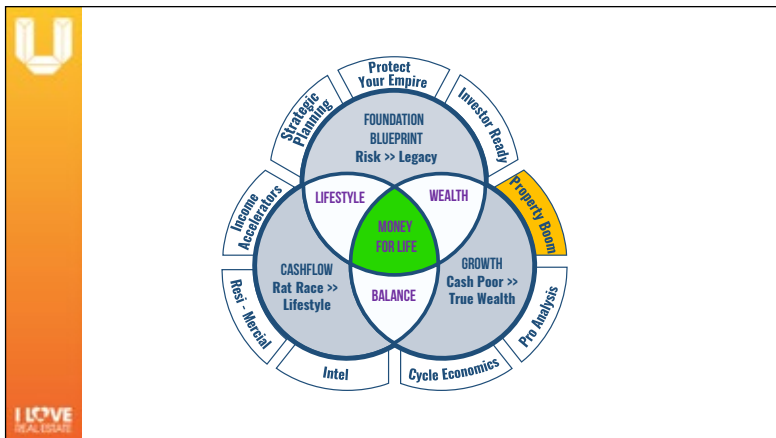 Protect
Your Empire
Strategic
Planning
Investor Ready
FOUNDATION
BLUEPRINT
Risk >> Legacy
Income
Accelerators
LIFESTYLE
WEALTH
Property Boom
MONEY
FOR LIFE
CASHFLOW
Rat Race >>
Lifestyle
GROWTH
Cash Poor >>
True Wealth
BALANCE
Resi - Mercial
Pro Analysis
Intel
Cycle Economics
I LOVE
REAL ESTATE